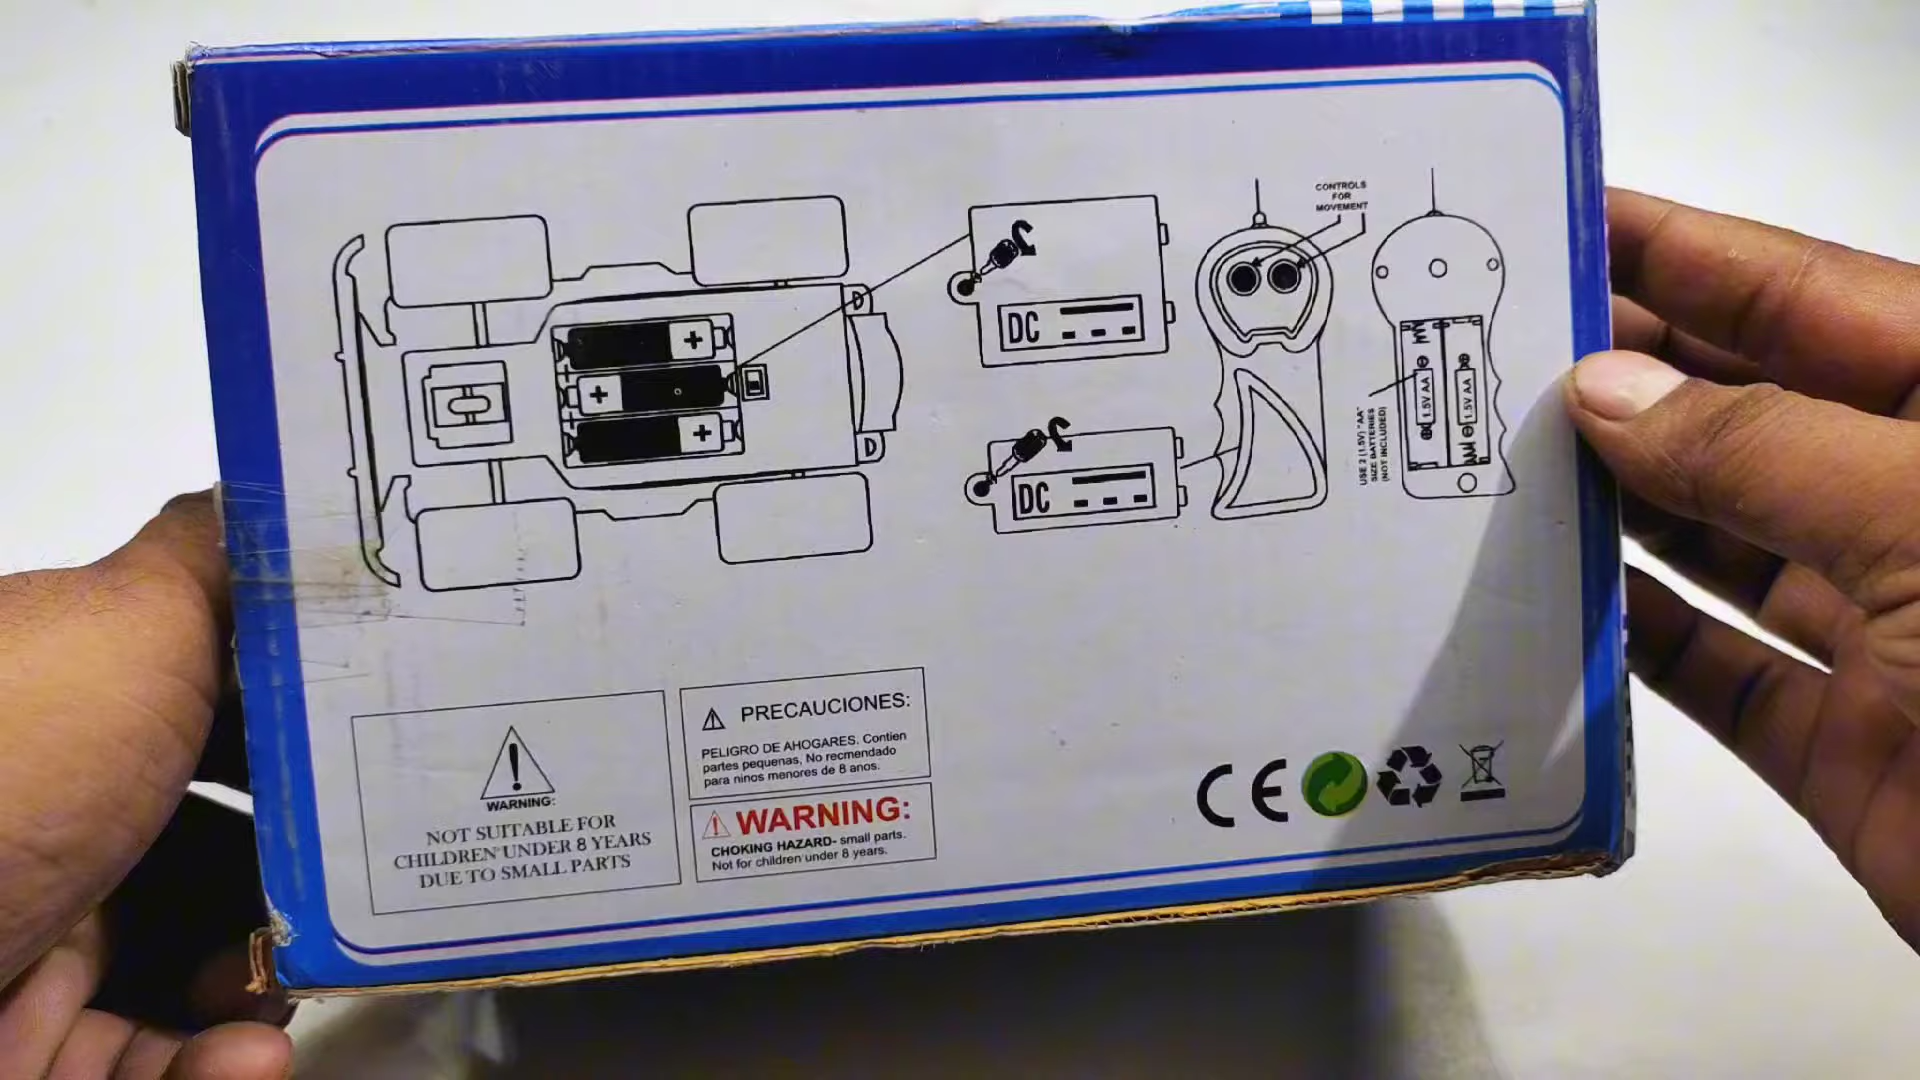 CONTROLS
FOR
MOVEMENT
D
D
DC
DC
USE 2 (1.5V) "AA"
SIZE BATTERIES
(NOT INCLUDED)
1.5V AA
1.5V AA
WARNING:
NOT SUITABLE FOR
CHILDREN UNDER 8 YEARS
DUE TO SMALL PARTS
PRECAUCIONES:
PELIGRO DE AHOGARES. Contien
partes pequenas, No recmendado
para ninos menores de 8 anos.
WARNING:
CHOKING HAZARD- small parts.
Not for children under 8 years.
CE